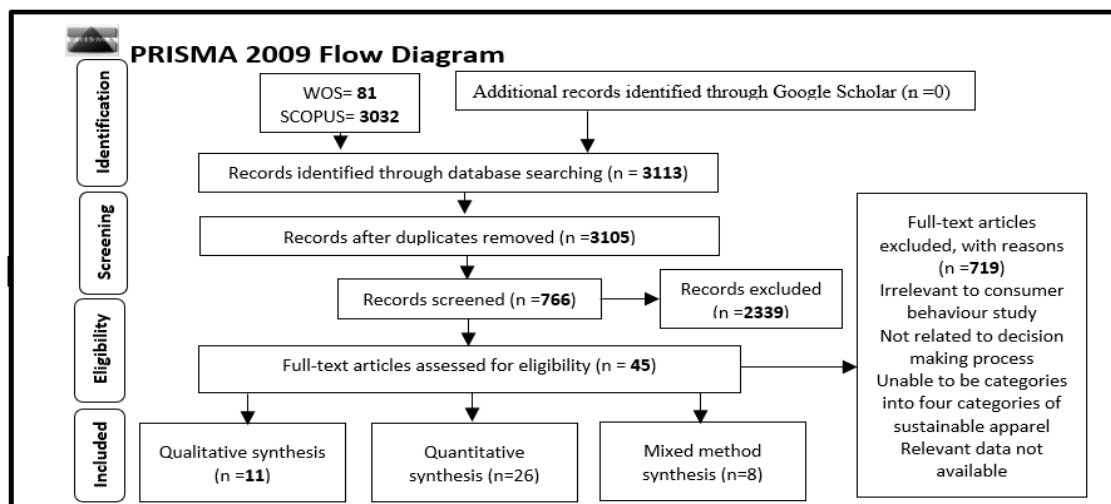 PRISMA 2009 Flow Diagram
Identification
WOS= 81
SCOPUS= 3032
Additional records identified through Google Scholar (n =0)
Records identified through database searching (n = 3113)
Screening
Records after duplicates removed (n =3105)
Records screened (n =766)
Records excluded
(n =2339)
Full-text articles
excluded, with reasons
(n =719)
Irrelevant to consumer
behaviour study
Not related to decision
making process
Unable to be categories
into four categories of
sustainable apparel
Relevant data not
available
Eligibility
Full-text articles assessed for eligibility (n = 45)
Included
Qualitative synthesis
(n =11)
Quantitative
synthesis (n=26)
Mixed method
synthesis (n=8)